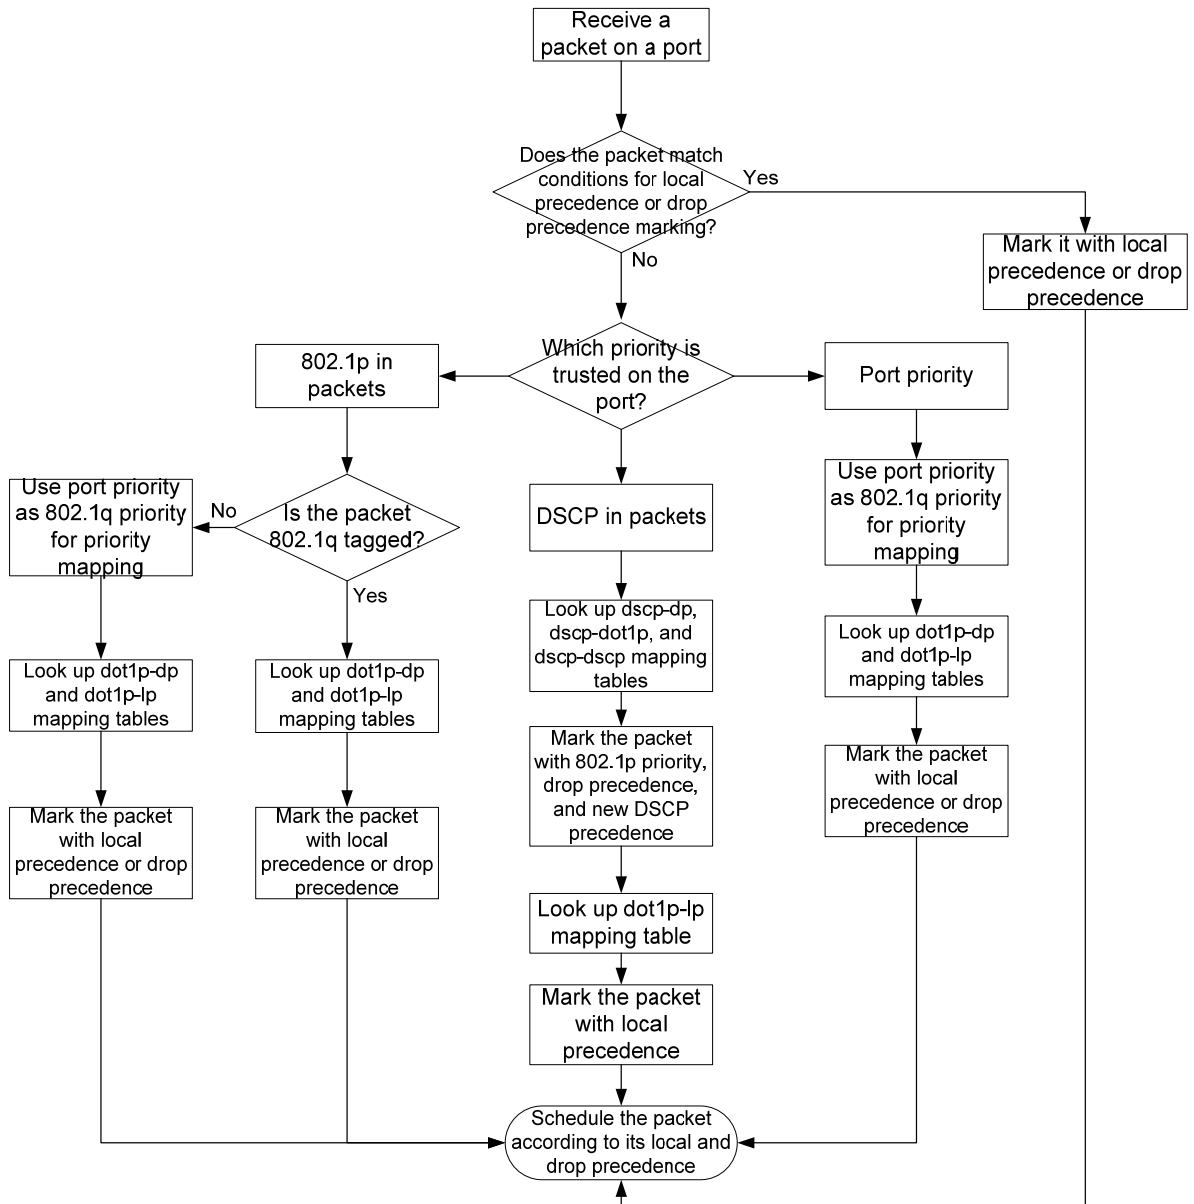 Receive a
packet on a port
Does the packet match
conditions for local
precedence or drop
precedence marking?
Yes
No
Mark it with local
precedence or drop
precedence
Which priority is
trusted on the
port?
802.1p in
packets
Port priority
Use port priority
as 802.1q priority
for priority
mapping
No
Is the packet
802.1q tagged?
Yes
DSCP in packets
Use port priority
as 802.1q priority
for priority
mapping
Look up dot1p-dp
and dot1p-lp
mapping tables
Look up dot1p-dp
and dot1p-lp
mapping tables
Look up dscp-dp,
dscp-dot1p, and
dscp-dscp mapping
tables
Look up dot1p-dp
and dot1p-lp
mapping tables
Mark the packet
with local
precedence or drop
precedence
Mark the packet
with local
precedence or drop
precedence
Mark the packet
with 802.1p priority,
drop precedence,
and new DSCP
precedence
Mark the packet
with local
precedence or drop
precedence
Look up dot1p-lp
mapping table
Mark the packet
with local
precedence
Schedule the packet
according to its local and
drop precedence